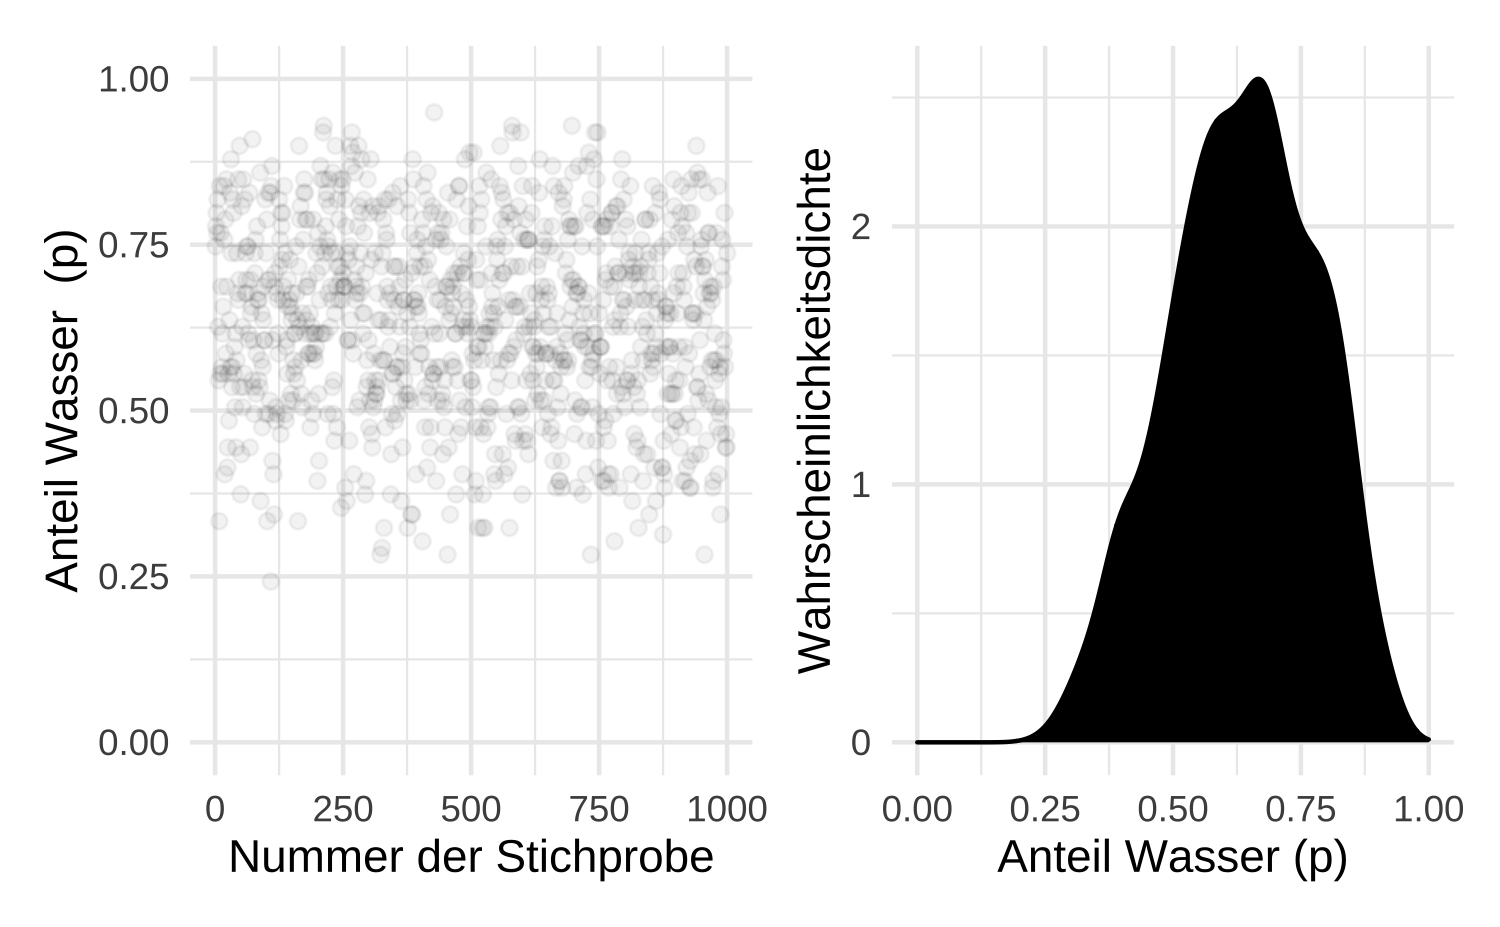 Anteil Wasser  (p)
1.00
0.75
0.50
0.25
0.00
0 250 500 750 1000
Nummer der Stichprobe
Wahrscheinlichkeitsdichte
2
1
0
0.00 0.25 0.50 0.75 1.00
Anteil Wasser (p)